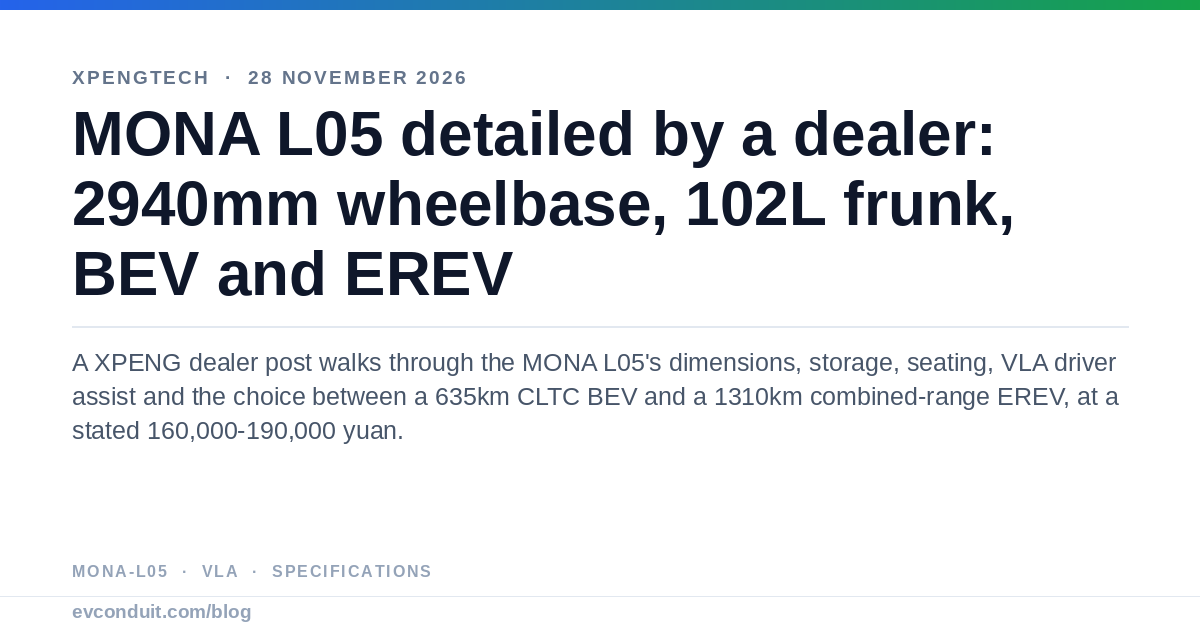 XPENGTECH · 28 NOVEMBER 2026
MONA L05 detailed by a dealer:
2940mm wheelbase, 102L frunk,
BEV and EREV
A XPENG dealer post walks through the MONA L05's dimensions, storage, seating, VLA driver
assist and the choice between a 635km CLTC BEV and a 1310km combined-range EREV, at a
stated 160,000-190,000 yuan.
MONA-L05 · VLA · SPECIFICATIONS
evconduit.com/blog